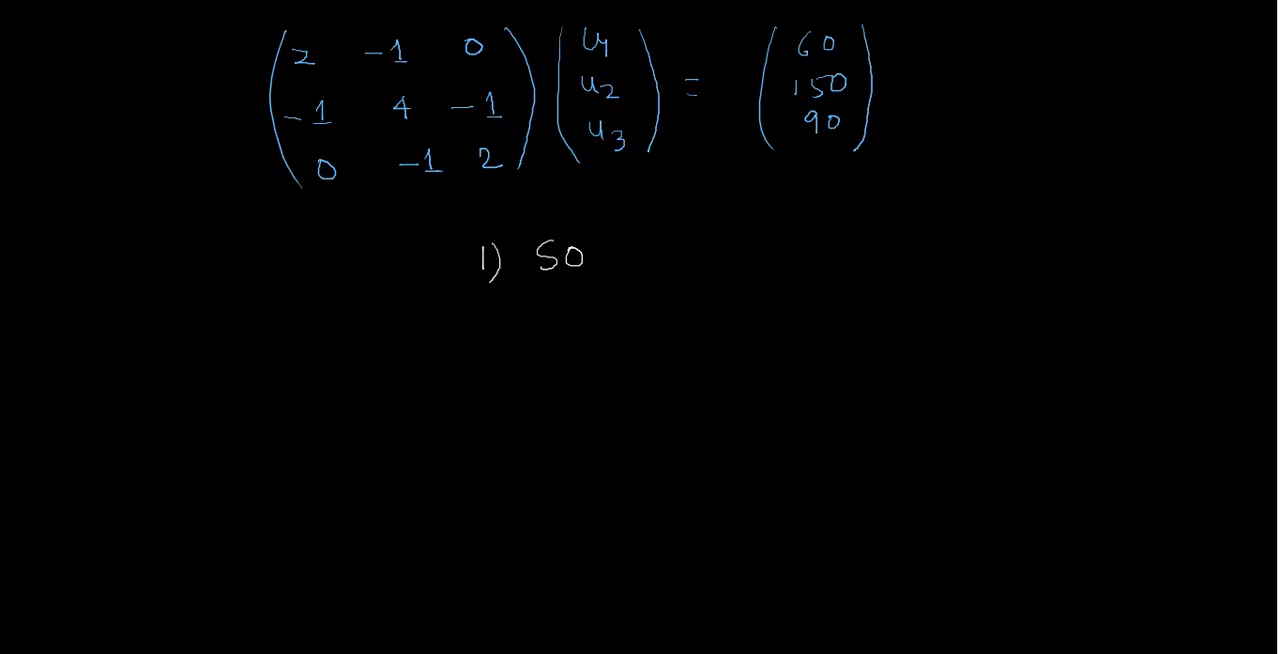 ( 2 -1 0 ) ( u1 ) = ( 60 )
( -1 4 -1 ) ( u2 ) ( 150 )
( 0 -1 2 ) ( u3 ) ( 90 )
1) SO